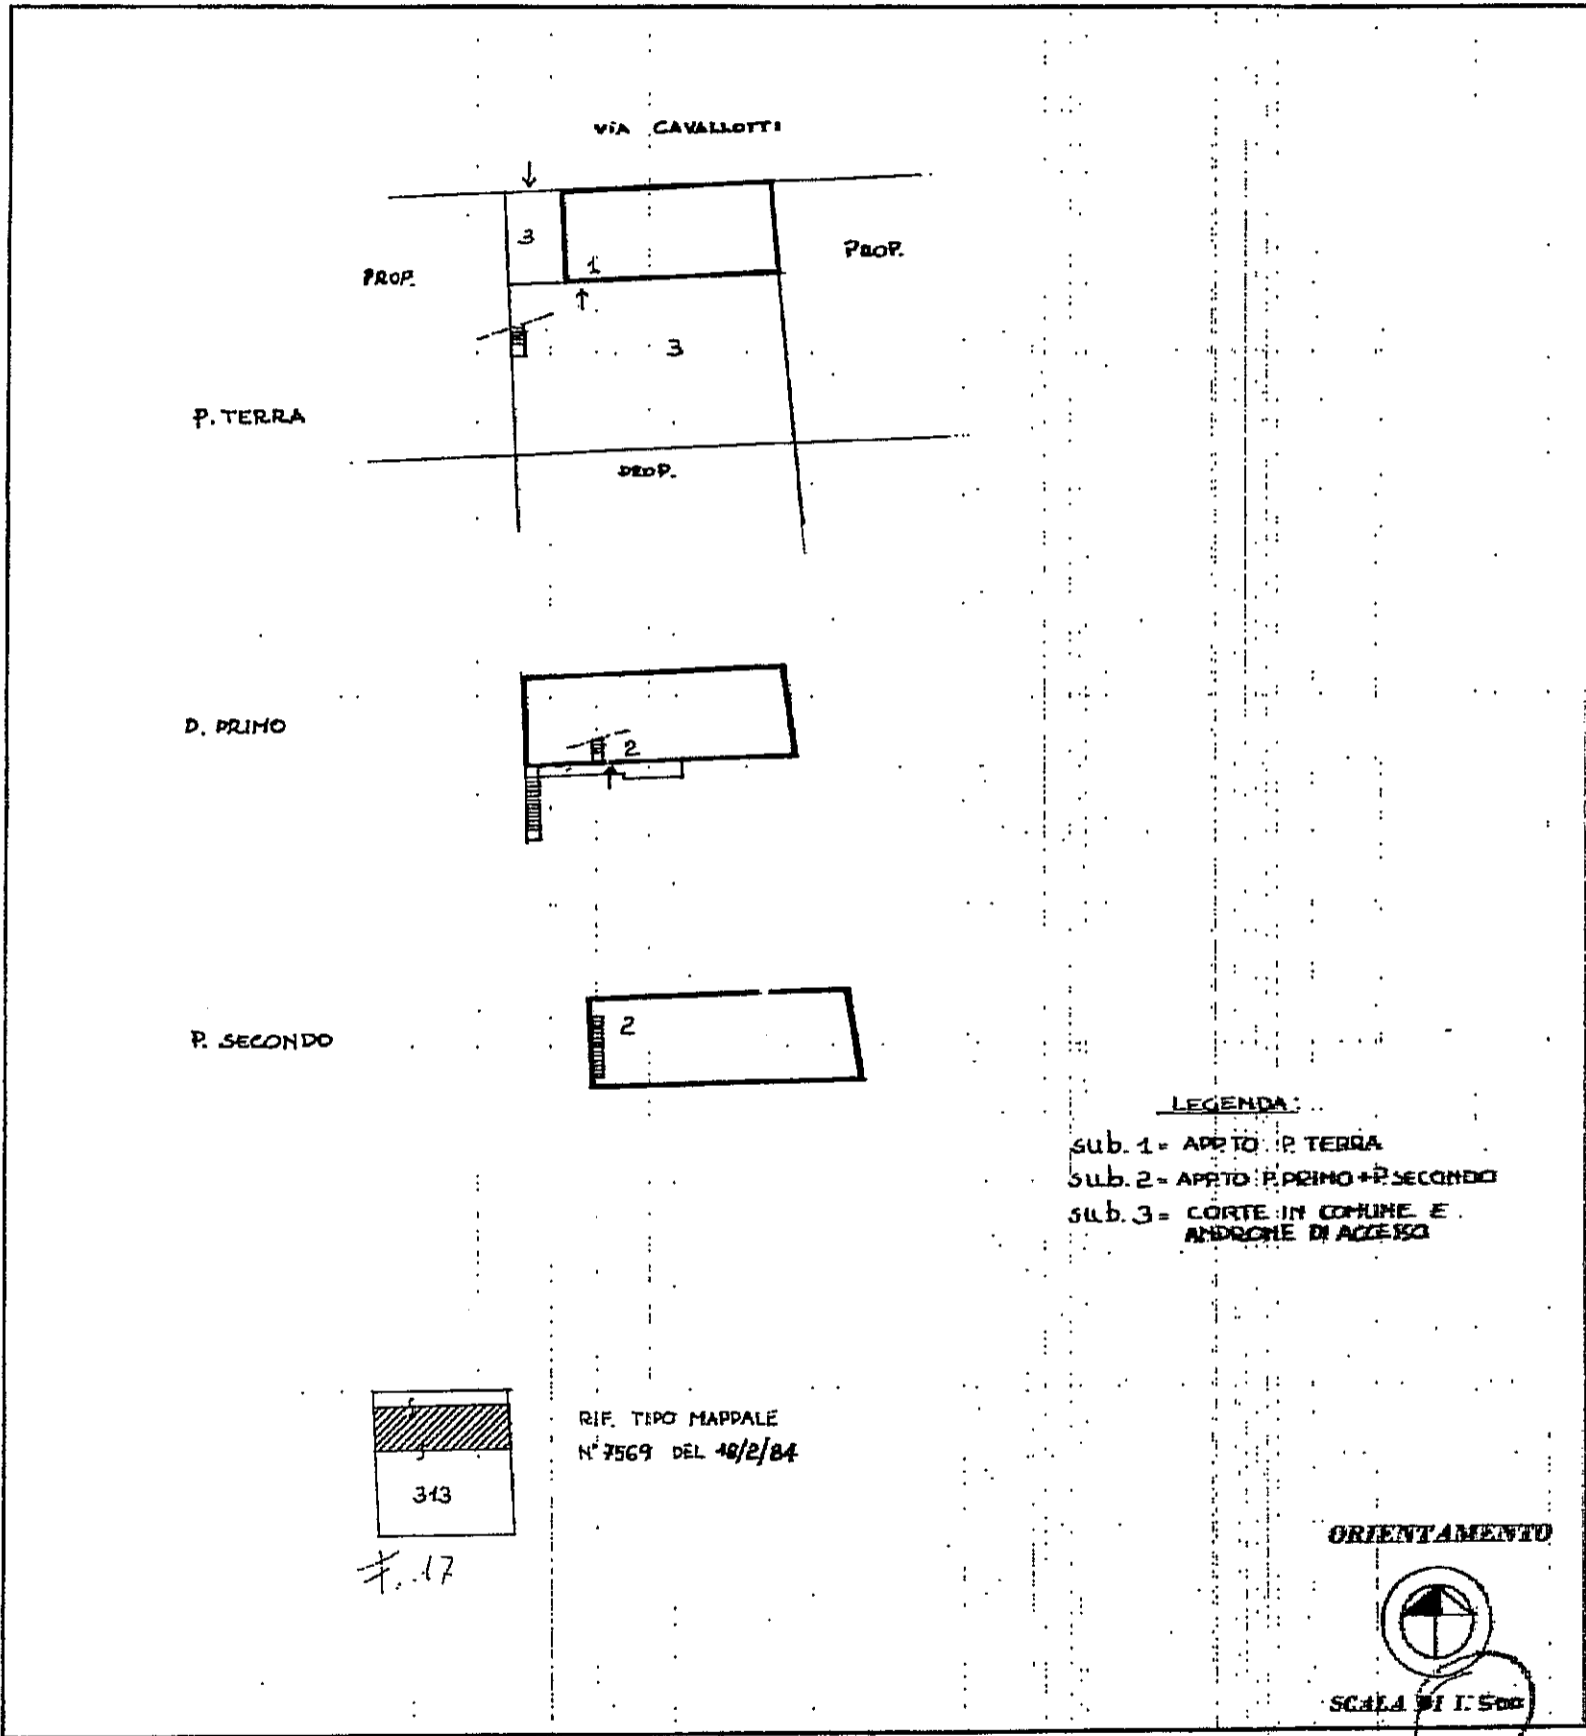 VIA CAVALLOTTI
3
1
PROP.
PROP.
3
P. TERRA
PROP.
P. PRIMO
2
P. SECONDO
2
LEGENDA:
sub. 1 = APP.TO P. TERRA
sub. 2 = APP.TO P. PRIMO + P. SECONDO
sub. 3 = CORTE IN COMUNE E
ANDRONE DI ACCESSO
RIF. TIPO MAPPALE
N° 7569 DEL 18/2/84
313
F. 17
ORIENTAMENTO
SCALA DI 1: 500